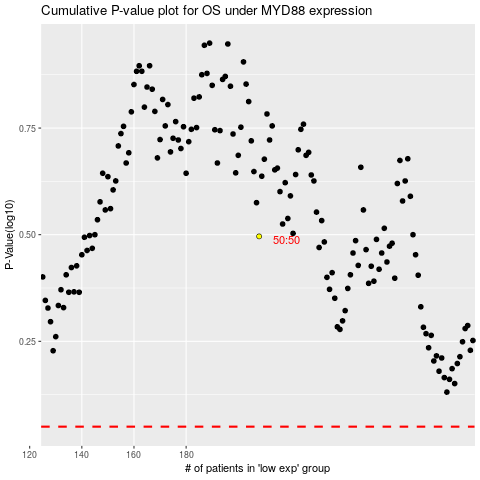 Cumulative P-value plot for OS under MYD88 expression
P-Value(log10)
0.75
0.50
0.25
50:50
120 140 160 180
# of patients in 'low exp' group